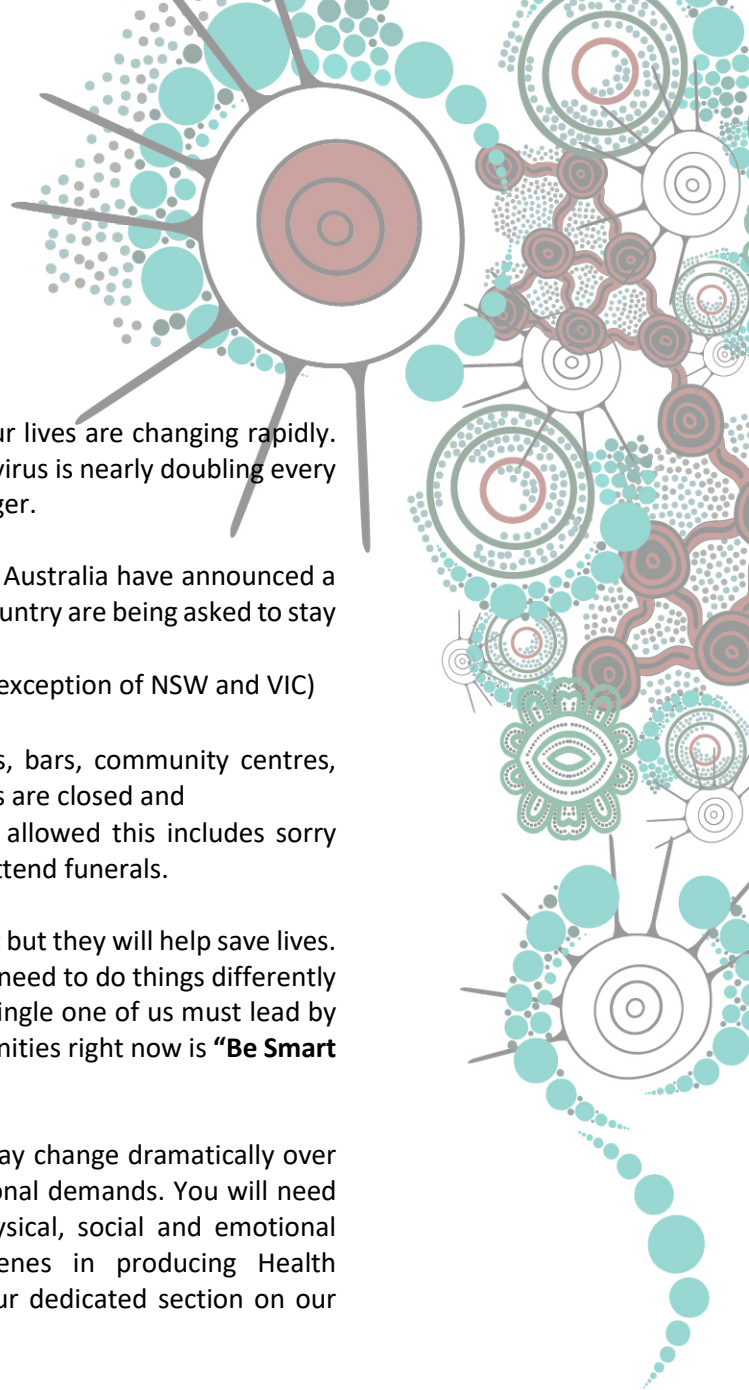 ur lives are changing rapidly.
virus is nearly doubling every
ger.
Australia have announced a
ountry are being asked to stay
exception of NSW and VIC)
s, bars, community centres,
s are closed and
allowed this includes sorry
ttend funerals.
but they will help save lives.
need to do things differently
ingle one of us must lead by
nities right now is “Be Smart
ay change dramatically over
onal demands. You will need
ysical, social and emotional
enes in producing Health
ur dedicated section on our